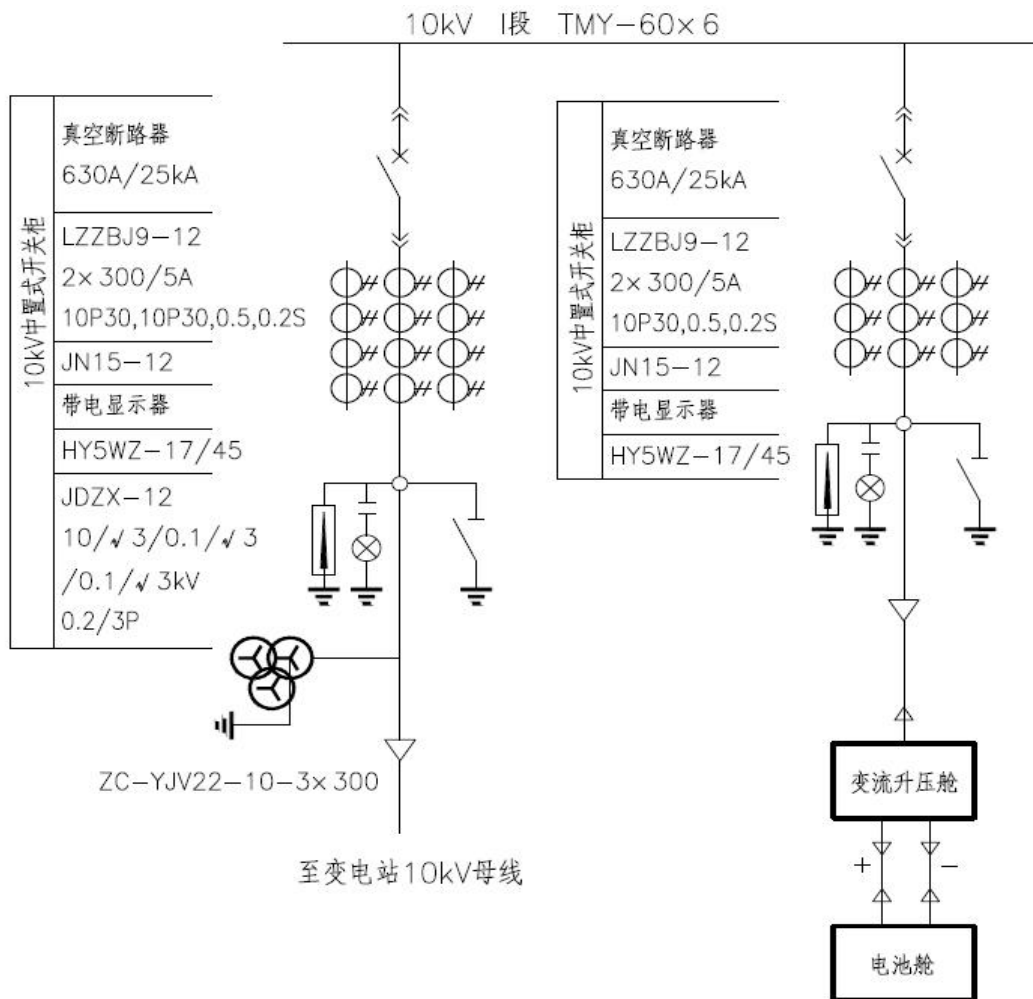 10kV I段 TMY-60×6
10kV中置式开关柜
真空断路器
630A/25kA
LZZBJ9-12
2×300/5A
10P30,10P30,0.5,0.2S
JN15-12
带电显示器
HY5WZ-17/45
JDZX-12
10/√3/0.1/√3
/0.1/√3kV
0.2/3P
ZC-YJV22-10-3×300
至变电站10kV母线
10kV中置式开关柜
真空断路器
630A/25kA
LZZBJ9-12
2×300/5A
10P30,0.5,0.2S
JN15-12
带电显示器
HY5WZ-17/45
变流升压舱
+ −
电池舱